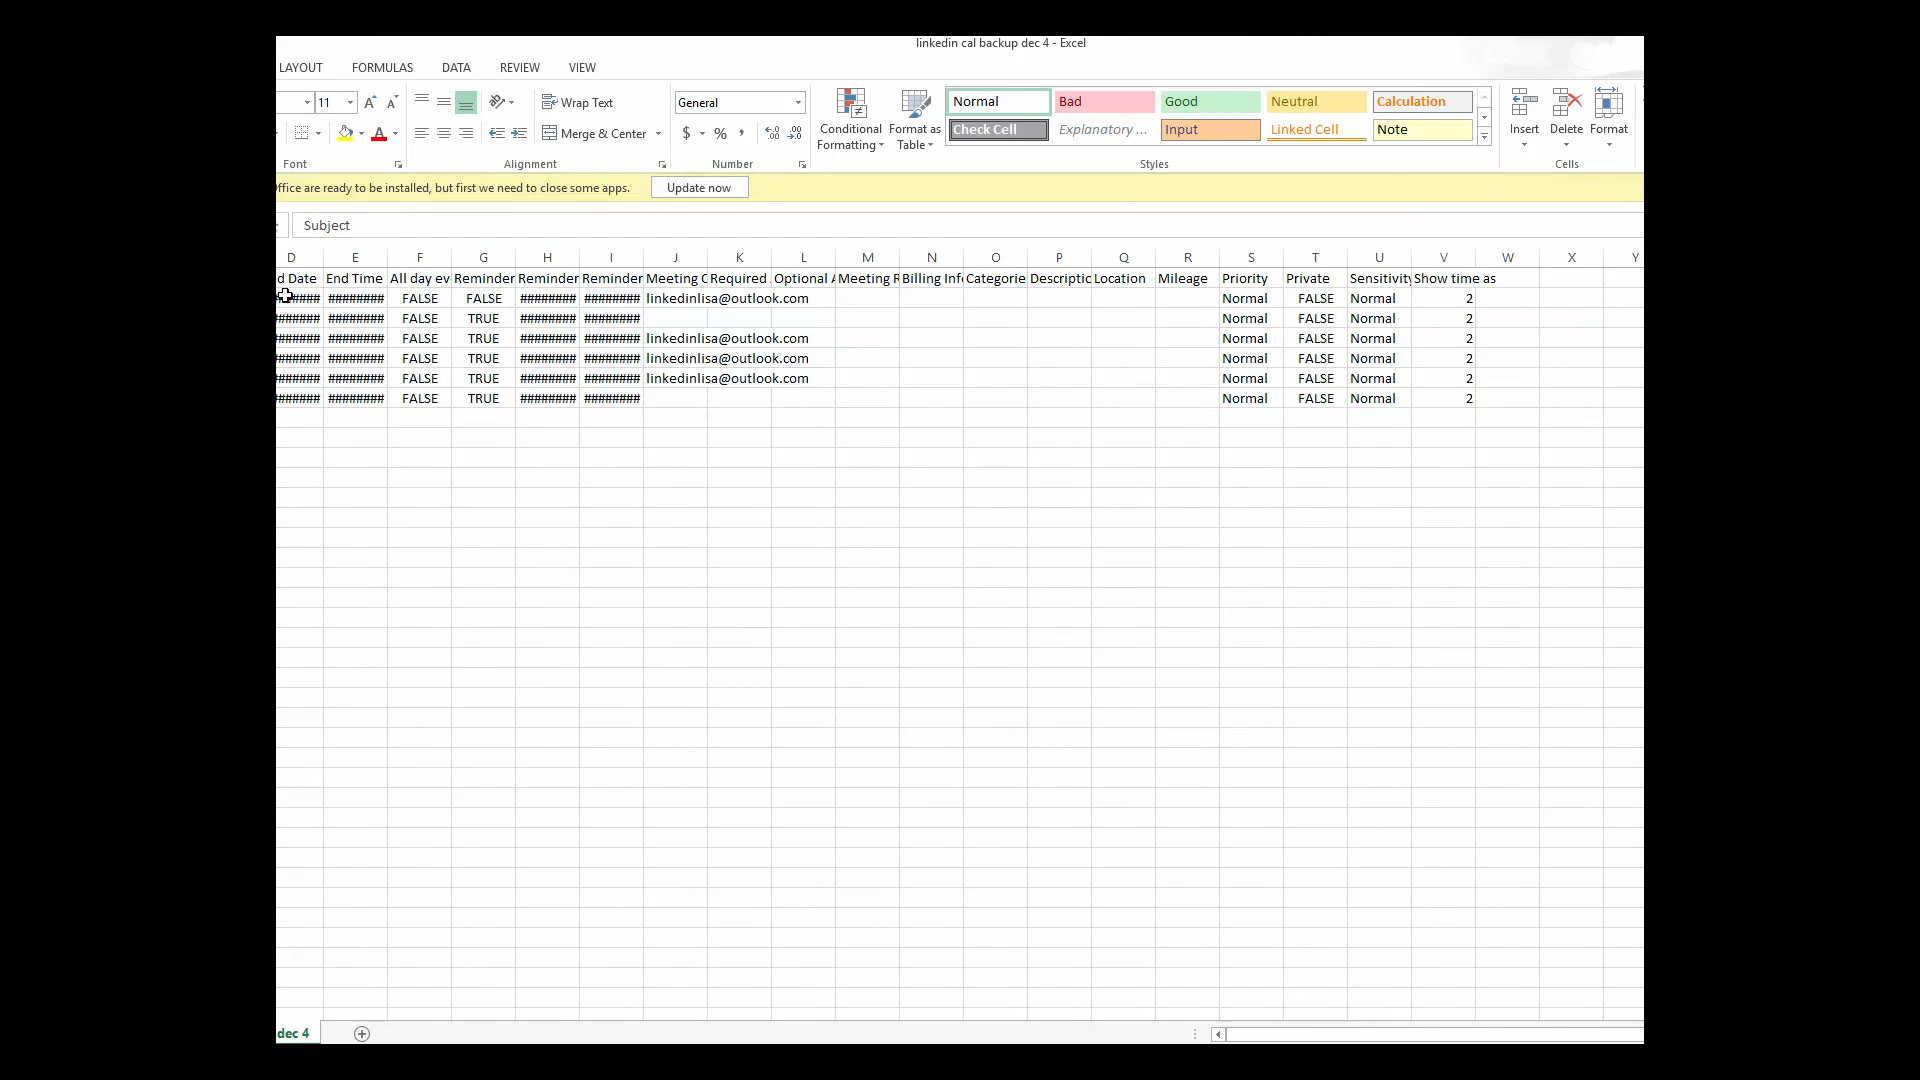 linkedin cal backup dec 4 - Excel
LAYOUT FORMULAS DATA REVIEW VIEW
11 Wrap Text General Normal Bad Good Neutral Calculation
Merge & Center $ % Conditional Formatting Format as Table Check Cell Explanatory ... Input Linked Cell Note Insert Delete Format
Font Alignment Number Styles Cells
ffice are ready to be installed, but first we need to close some apps. Update now
Subject
D E F G H I J K L M N O P Q R S T U V W X Y
d Date End Time All day ev Reminder Reminder Reminder Meeting C Required Optional A Meeting R Billing Inf Categorie Descriptic Location Mileage Priority Private Sensitivity Show time as
###### ######## FALSE FALSE ######## ######## linkedinlisa@outlook.com Normal FALSE Normal 2
####### ######## FALSE TRUE ######## ######## Normal FALSE Normal 2
####### ######## FALSE TRUE ######## ######## linkedinlisa@outlook.com Normal FALSE Normal 2
####### ######## FALSE TRUE ######## ######## linkedinlisa@outlook.com Normal FALSE Normal 2
####### ######## FALSE TRUE ######## ######## linkedinlisa@outlook.com Normal FALSE Normal 2
####### ######## FALSE TRUE ######## ######## Normal FALSE Normal 2
dec 4